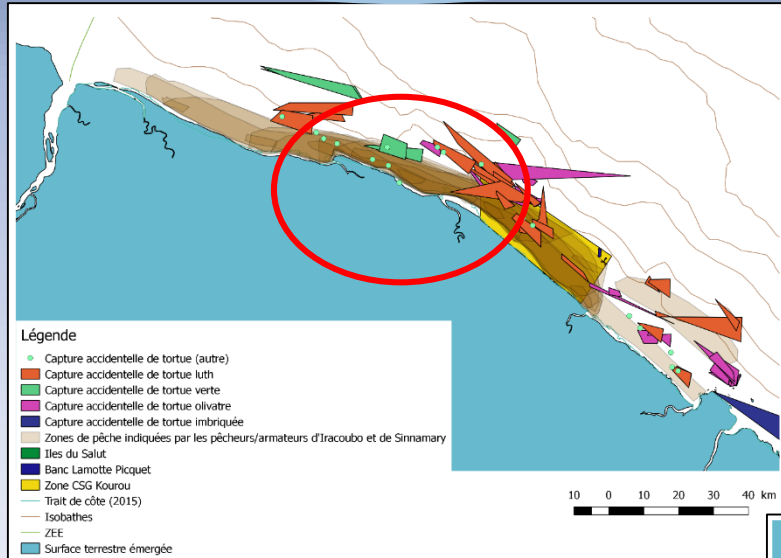 Légende
Capture accidentelle de tortue (autre)
Capture accidentelle de tortue luth
Capture accidentelle de tortue verte
Capture accidentelle de tortue olivatre
Capture accidentelle de tortue imbriquée
Zones de pêche indiquées par les pêcheurs/armateurs d'Iracoubo et de Sinnamary
Iles du Salut
Banc Lamotte Picquet
Zone CSG Kourou
Trait de côte (2015)
Isobathes
ZEE
Surface terrestre émergée
10 0 10 20 30 40 km